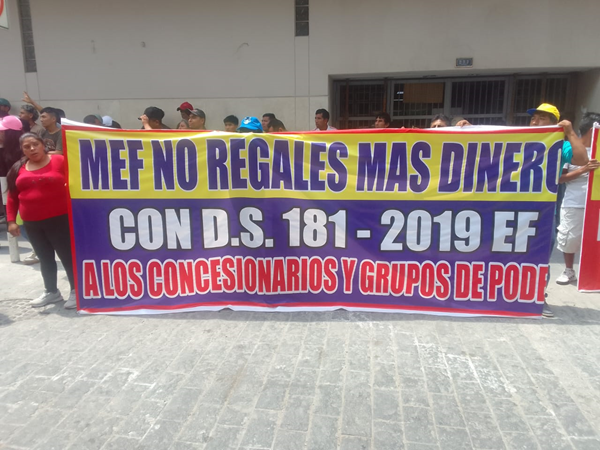 MEF NO REGALES MAS DINERO
CON D.S. 181 - 2019 EF
A LOS CONCESIONARIOS Y GRUPOS DE PODE